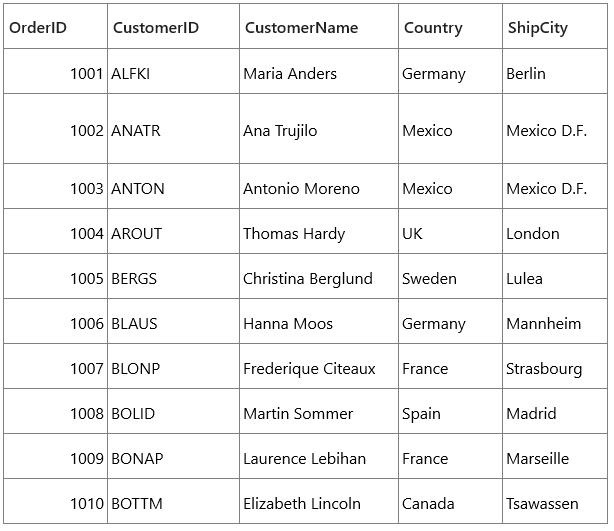 OrderID CustomerID CustomerName Country ShipCity
1001 ALFKI Maria Anders Germany Berlin
1002 ANATR Ana Trujilo Mexico Mexico D.F.
1003 ANTON Antonio Moreno Mexico Mexico D.F.
1004 AROUT Thomas Hardy UK London
1005 BERGS Christina Berglund Sweden Lulea
1006 BLAUS Hanna Moos Germany Mannheim
1007 BLONP Frederique Citeaux France Strasbourg
1008 BOLID Martin Sommer Spain Madrid
1009 BONAP Laurence Lebihan France Marseille
1010 BOTTM Elizabeth Lincoln Canada Tsawassen